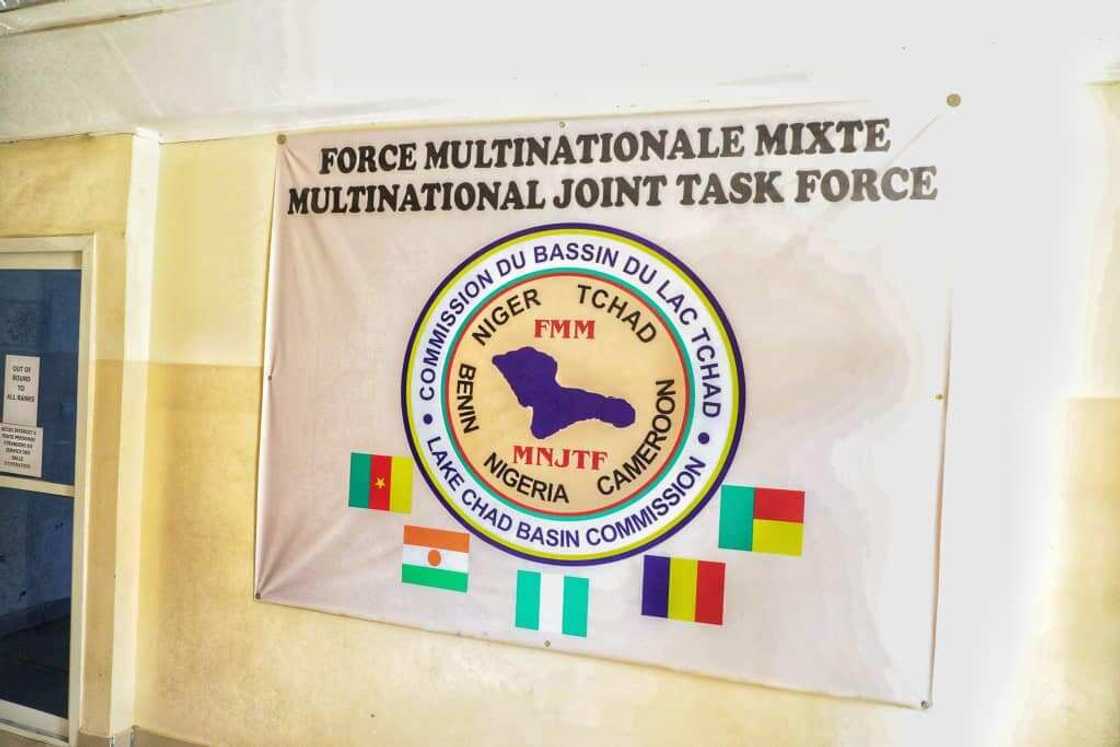 FORCE MULTINATIONALE MIXTE
MULTINATIONAL JOINT TASK FORCE
COMMISSION DU BASSIN DU LAC TCHAD
NIGER
TCHAD
FMM
BENIN
CAMEROON
MNJTF
NIGERIA
LAKE CHAD BASIN COMMISSION
OUT OF
BOUND
TO
ALL RANKS